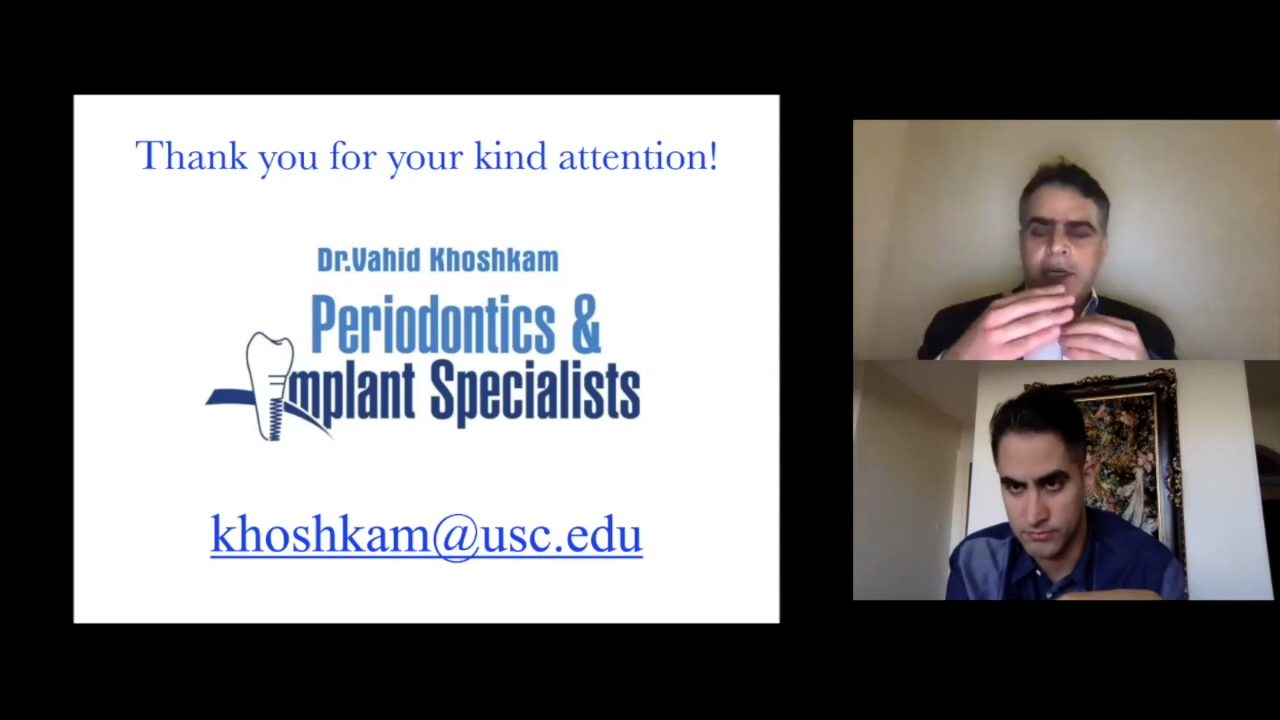 Thank you for your kind attention!
Dr.Vahid Khoshkam
Periodontics &
Implant Specialists
khoshkam@usc.edu